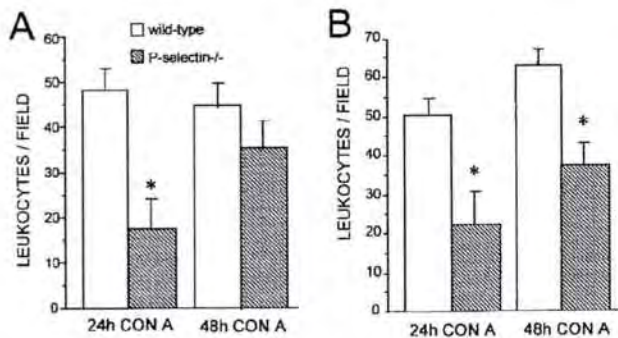 A
wild-type
P-selectin-/-
LEUKOCYTES / FIELD
60
50
40
30
20
10
0
*
24h CON A 48h CON A
B
LEUKOCYTES / FIELD
70
60
50
40
30
20
10
0
*
*
24h CON A 48h CON A